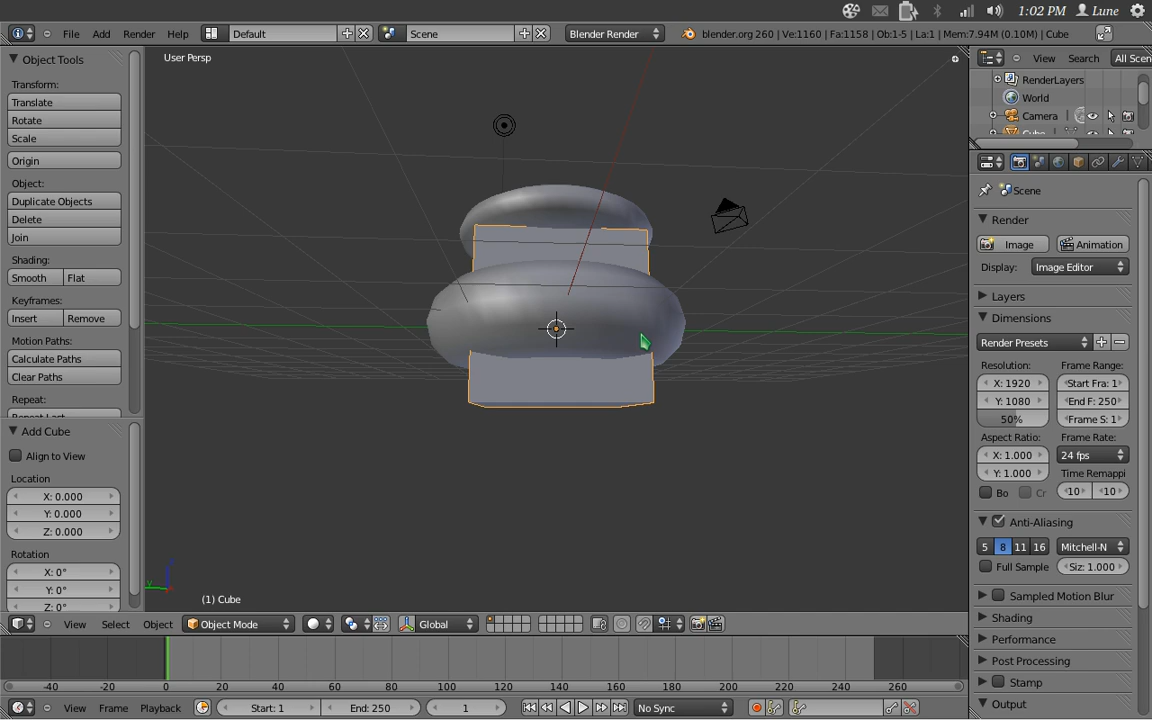 1:02 PM Lune
File Add Render Help Default Scene Blender Render blender.org 260 | Ve:1160 | Fa:1158 | Ob:1-5 | La:1 | Mem:7.94M (0.10M) | Cube
Object Tools
Transform:
Translate
Rotate
Scale
Origin
Object:
Duplicate Objects
Delete
Join
Shading:
Smooth Flat
Keyframes:
Insert Remove
Motion Paths:
Calculate Paths
Clear Paths
Repeat:
Repeat Last
Add Cube
Align to View
Location
X: 0.000
Y: 0.000
Z: 0.000
Rotation
X: 0°
Y: 0°
Z: 0°
User Persp
(1) Cube
y
View Select Object Object Mode Global
-40 -20 0 20 40 60 80 100 120 140 160 180 200 220 240 260
View Frame Playback Start: 1 End: 250 1 No Sync
View Search All Scen
RenderLayers
World
Camera
Cube
Scene
Render
Image Animation
Display: Image Editor
Layers
Dimensions
Render Presets
Resolution: Frame Range:
X: 1920 Start Fra: 1
Y: 1080 End F: 250
50% Frame S: 1
Aspect Ratio: Frame Rate:
X: 1.000 24 fps
Y: 1.000 Time Remappi
Bo Cr 10 10
Anti-Aliasing
5 8 11 16 Mitchell-N
Full Sample Siz: 1.000
Sampled Motion Blur
Shading
Performance
Post Processing
Stamp
Output